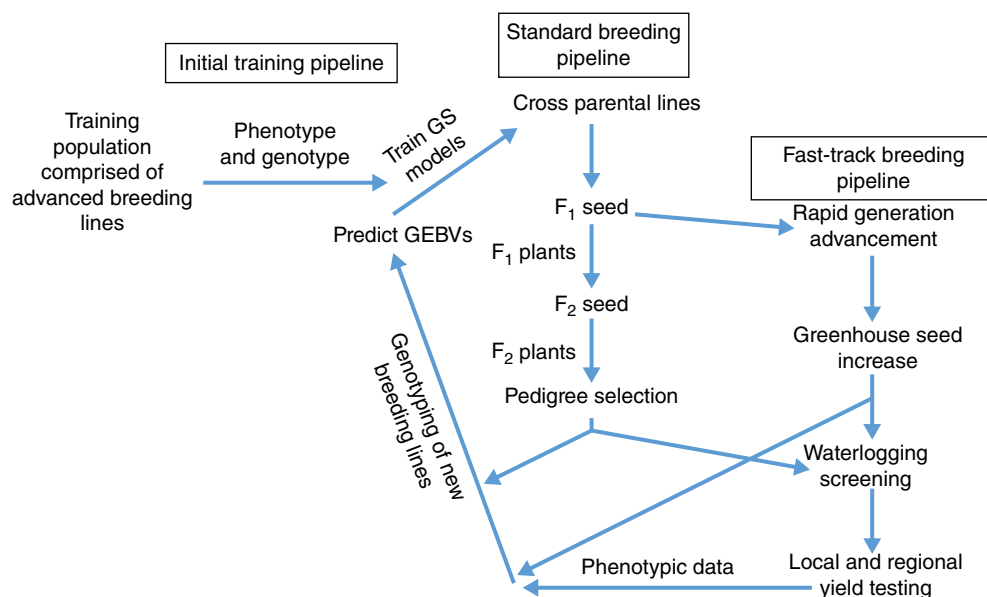 Initial training pipeline
Training
population
comprised of
advanced breeding
lines
Phenotype
and genotype
Train GS
models
Predict GEBVs
Genotyping of new
breeding lines
Standard breeding
pipeline
Cross parental lines
F₁ seed
F₁ plants
F₂ seed
F₂ plants
Pedigree selection
Fast-track breeding
pipeline
Rapid generation
advancement
Greenhouse seed
increase
Waterlogging
screening
Local and regional
yield testing
Phenotypic data